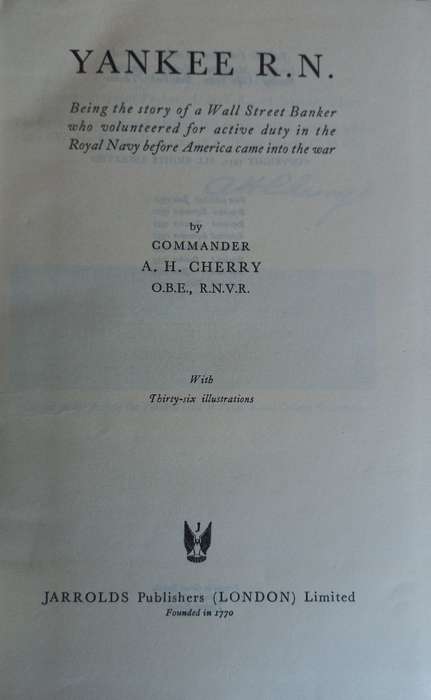 YANKEE R.N.
Being the story of a Wall Street Banker
who volunteered for active duty in the
Royal Navy before America came into the war
by
COMMANDER
A. H. CHERRY
O.B.E., R.N.V.R.
With
Thirty-six illustrations
J
JARROLDS Publishers (LONDON) Limited
Founded in 1770